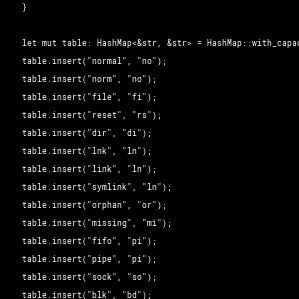 }
let mut table: HashMap<&str, &str> = HashMap::with_capac
table.insert("normal", "no");
table.insert("norm", "no");
table.insert("file", "fi");
table.insert("reset", "rs");
table.insert("dir", "di");
table.insert("lnk", "ln");
table.insert("link", "ln");
table.insert("symlink", "ln");
table.insert("orphan", "or");
table.insert("missing", "mi");
table.insert("fifo", "pi");
table.insert("pipe", "pi");
table.insert("sock", "so");
table.insert("blk", "bd");